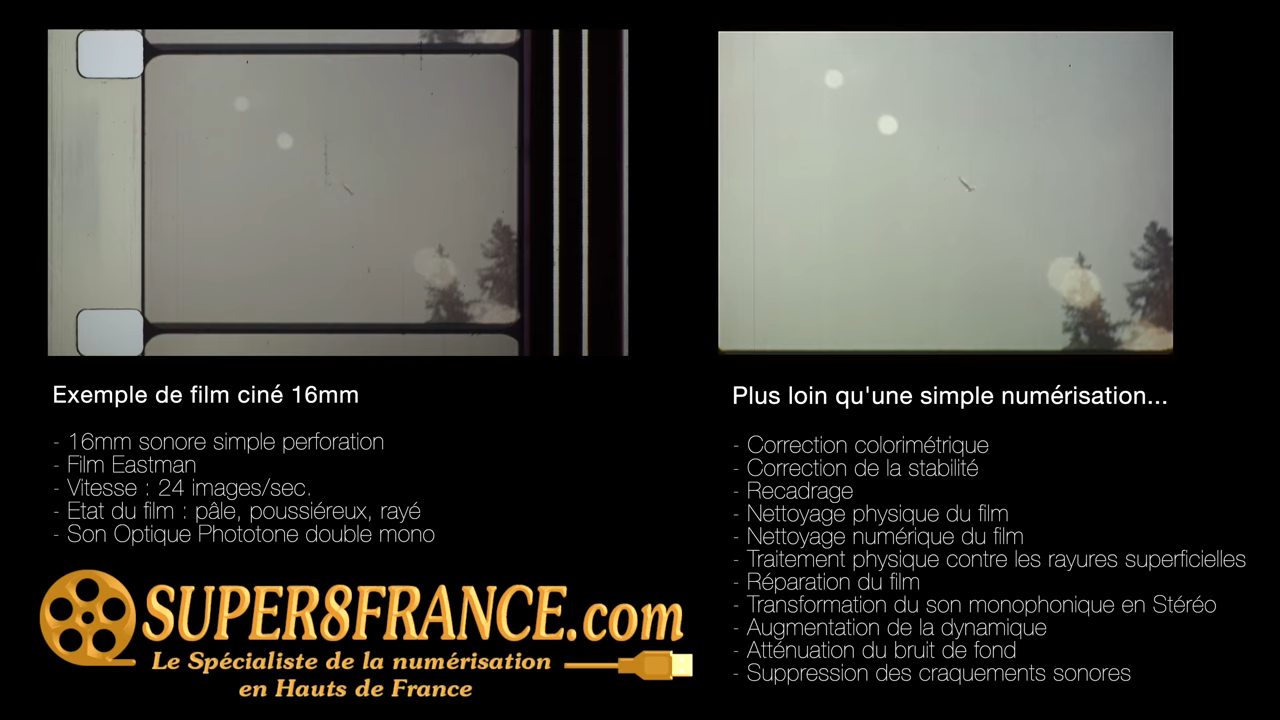 Exemple de film ciné 16mm
- 16mm sonore simple perforation
- Film Eastman
- Vitesse : 24 images/sec.
- Etat du film : pâle, poussiéreux, rayé
- Son Optique Phototone double mono
SUPER8FRANCE.com
Le Spécialiste de la numérisation
en Hauts de France
Plus loin qu'une simple numérisation...
- Correction colorimétrique
- Correction de la stabilité
- Recadrage
- Nettoyage physique du film
- Nettoyage numérique du film
- Traitement physique contre les rayures superficielles
- Réparation du film
- Transformation du son monophonique en Stéréo
- Augmentation de la dynamique
- Atténuation du bruit de fond
- Suppression des craquements sonores